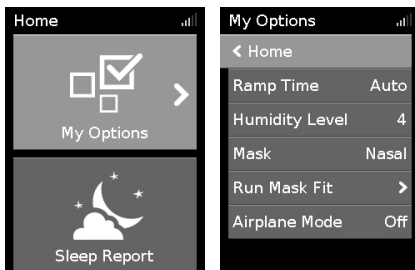 Home
My Options
Sleep Report
My Options
Home
Ramp Time Auto
Humidity Level 4
Mask Nasal
Run Mask Fit
Airplane Mode Off